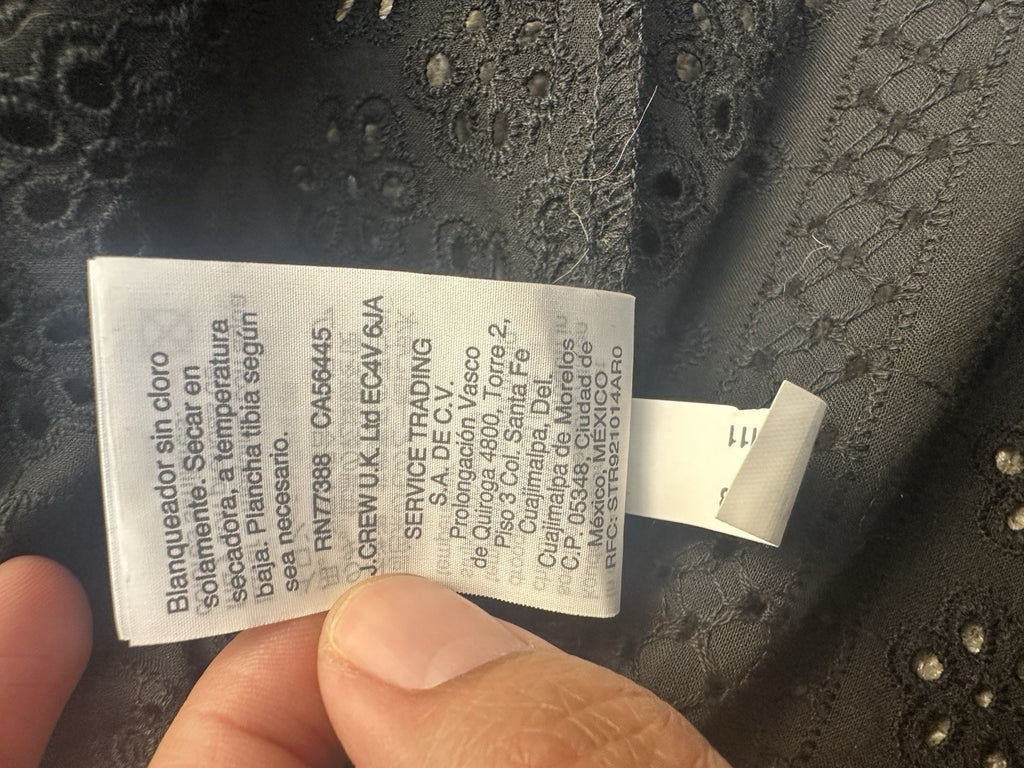 Blanqueador sin cloro
solamente. Secar en
secadora, a temperatura
baja. Plancha tibia según
sea necesario.
RN77388 CA56445
J.CREW U.K. Ltd EC4V 6JA
SERVICE TRADING
S.A. DE C.V.
Prolongación Vasco
de Quiroga 4800, Torre 2,
Piso 3 Col. Santa Fe
Cuajimalpa, Del.
Cuajimalpa de Morelos
C.P. 05348, Ciudad de
México, MÉXICO
RFC: STR921014AR0